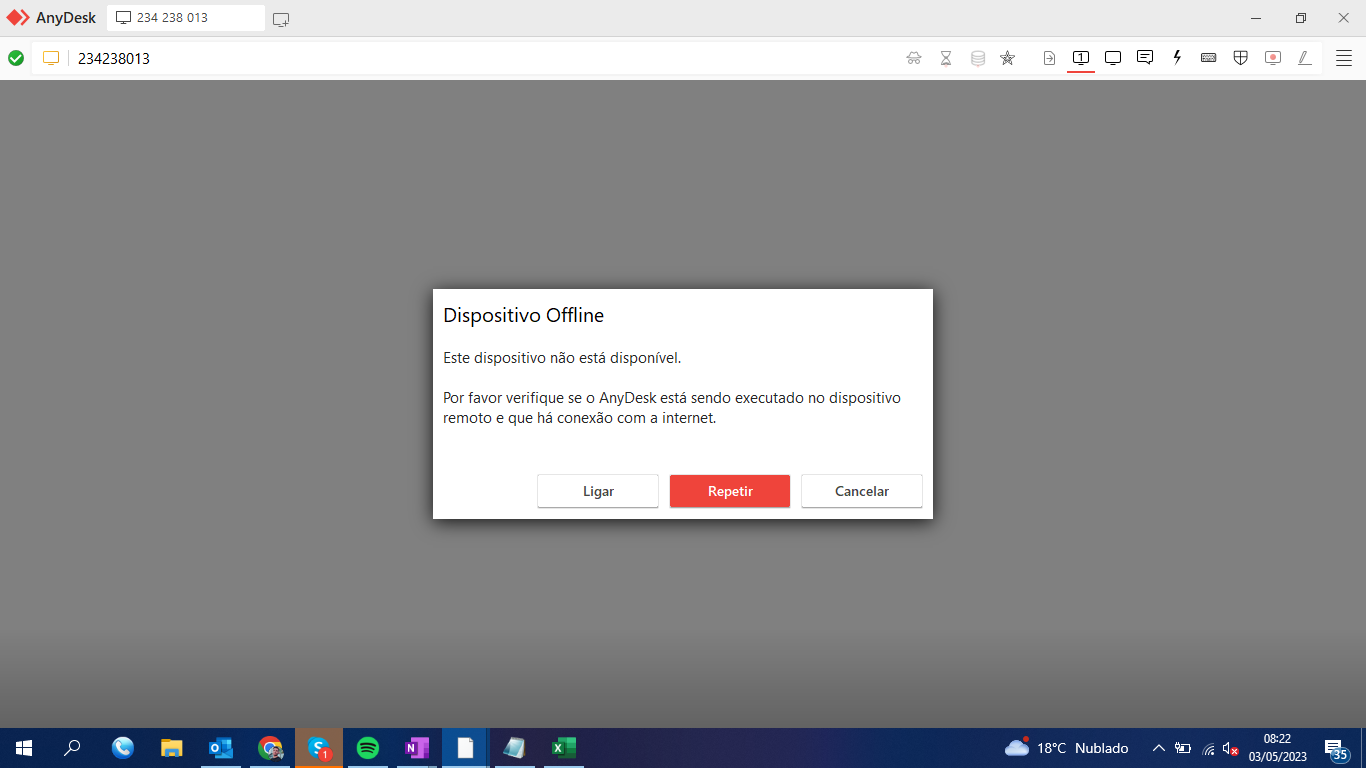 AnyDesk
234 238 013
234238013
1
Dispositivo Offline
Este dispositivo não está disponível.
Por favor verifique se o AnyDesk está sendo executado no dispositivo
remoto e que há conexão com a internet.
Ligar
Repetir
Cancelar
O
S
1
N
X
18°C Nublado
08:22
03/05/2023
35